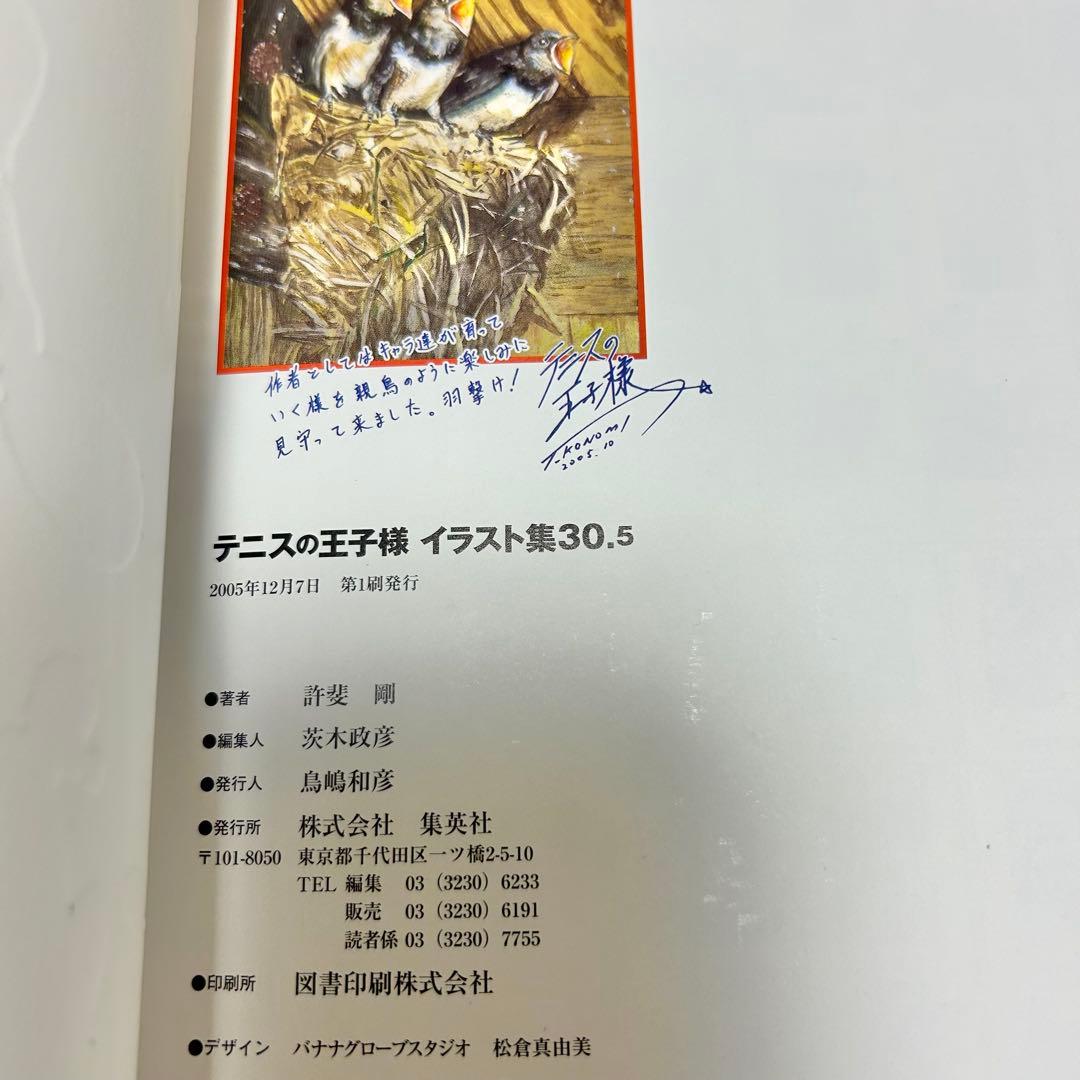 作者としてはキャラ達が育って
いく様を親鳥のように楽しみに
見守って来ました。羽撃け！
テニスの
王子様
T.KONOMI
2005.10
テニスの王子様 イラスト集30.5
2005年12月7日 第1刷発行
●著者 許斐 剛
●編集人 茨木政彦
●発行人 鳥嶋和彦
●発行所 株式会社 集英社
〒101-8050 東京都千代田区一ツ橋2-5-10
TEL 編集 03（3230）6233
販売 03（3230）6191
読者係 03（3230）7755
●印刷所 図書印刷株式会社
●デザイン バナナグローブスタジオ 松倉真由美